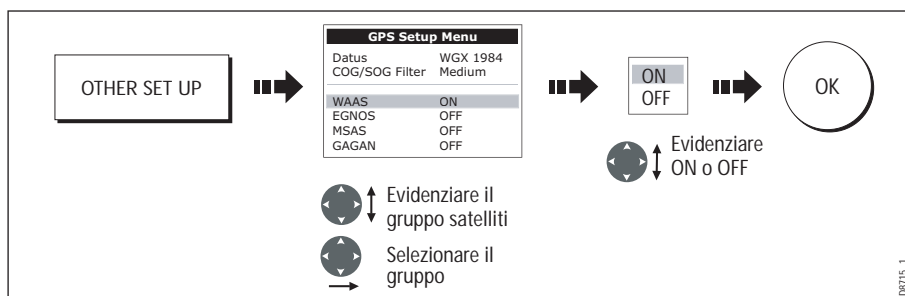 OTHER SET UP
GPS Setup Menu
Datus WGX 1984
COG/SOG Filter Medium
WAAS ON
EGNOS OFF
MSAS OFF
GAGAN OFF
Evidenziare il
gruppo satelliti
Selezionare il
gruppo
ON
OFF
Evidenziare
ON o OFF
OK
D8715_1